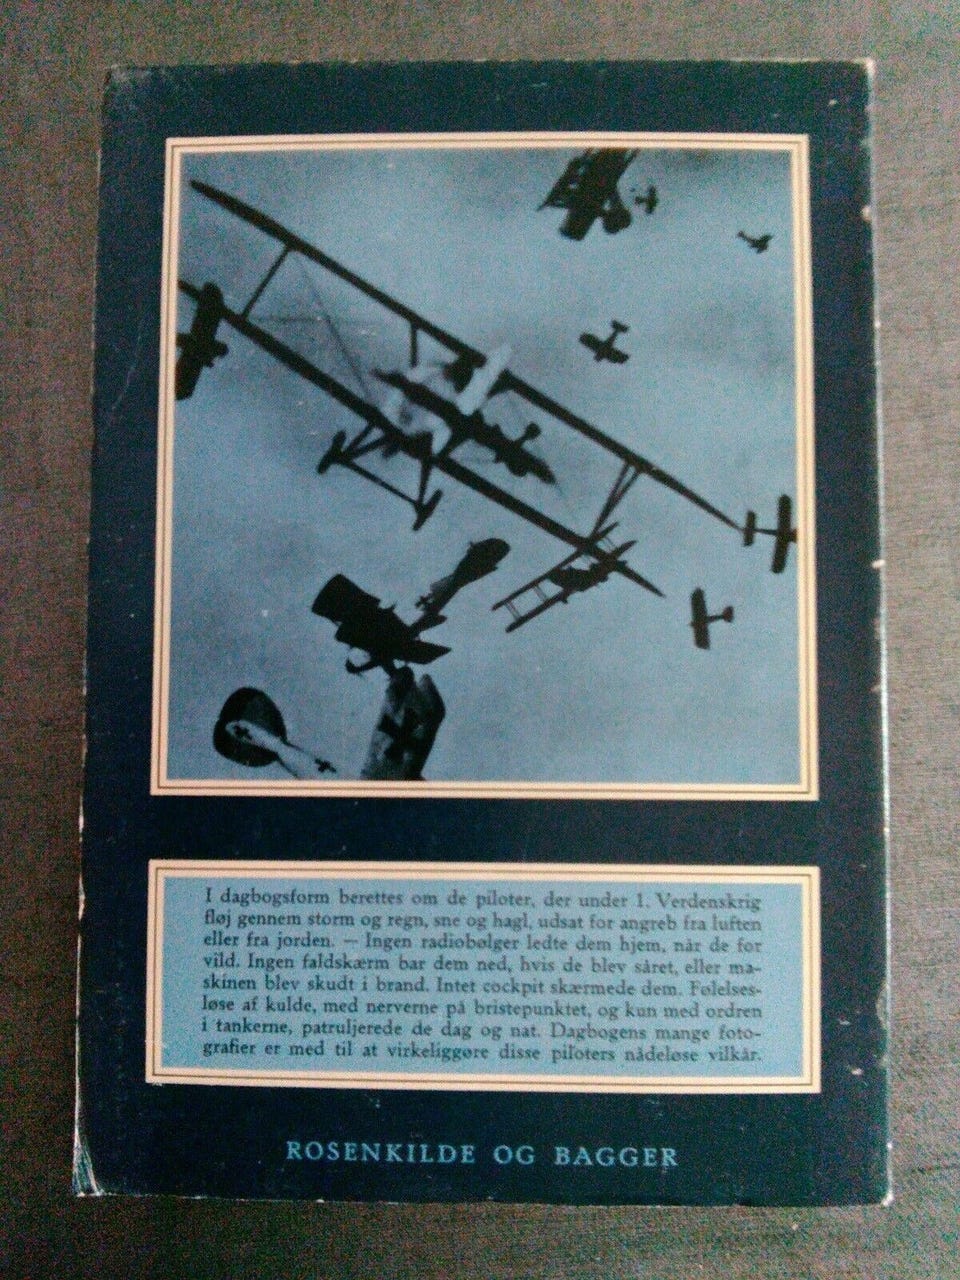 I dagbogsform berettes om de piloter, der under 1. Verdenskrig
fløj gennem storm og regn, sne og hagl, udsat for angreb fra luften
eller fra jorden. — Ingen radiobølger ledte dem hjem, når de for
vild. Ingen faldskærm bar dem ned, hvis de blev såret, eller ma-
skinen blev skudt i brand. Intet cockpit skærmede dem. Følelses-
løse af kulde, med nerverne på bristepunktet, og kun med ordren
i tankerne, patruljerede de dag og nat. Dagbogens mange foto-
grafier er med til at virkeliggøre disse piloters nådeløse vilkår.
ROSENKILDE OG BAGGER